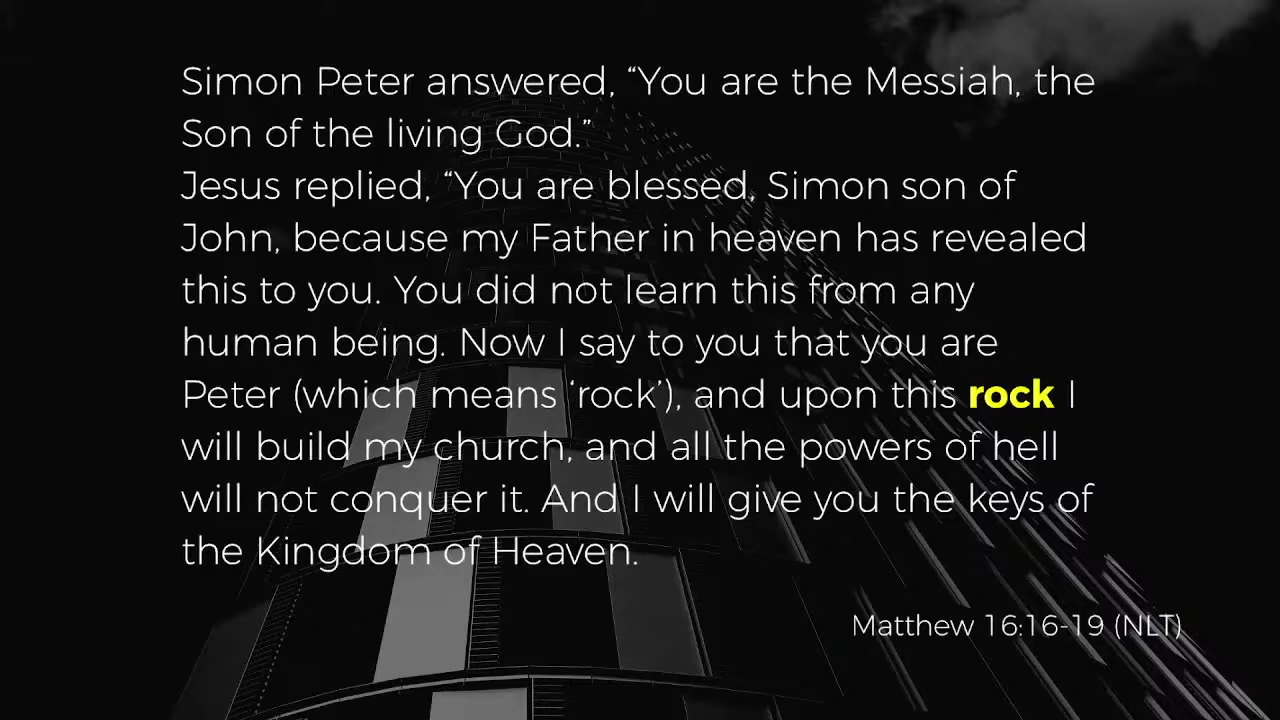 Simon Peter answered, “You are the Messiah, the
Son of the living God.”
Jesus replied, “You are blessed, Simon son of
John, because my Father in heaven has revealed
this to you. You did not learn this from any
human being. Now I say to you that you are
Peter (which means ‘rock’), and upon this rock I
will build my church, and all the powers of hell
will not conquer it. And I will give you the keys of
the Kingdom of Heaven.
Matthew 16:16-19 (NLT)